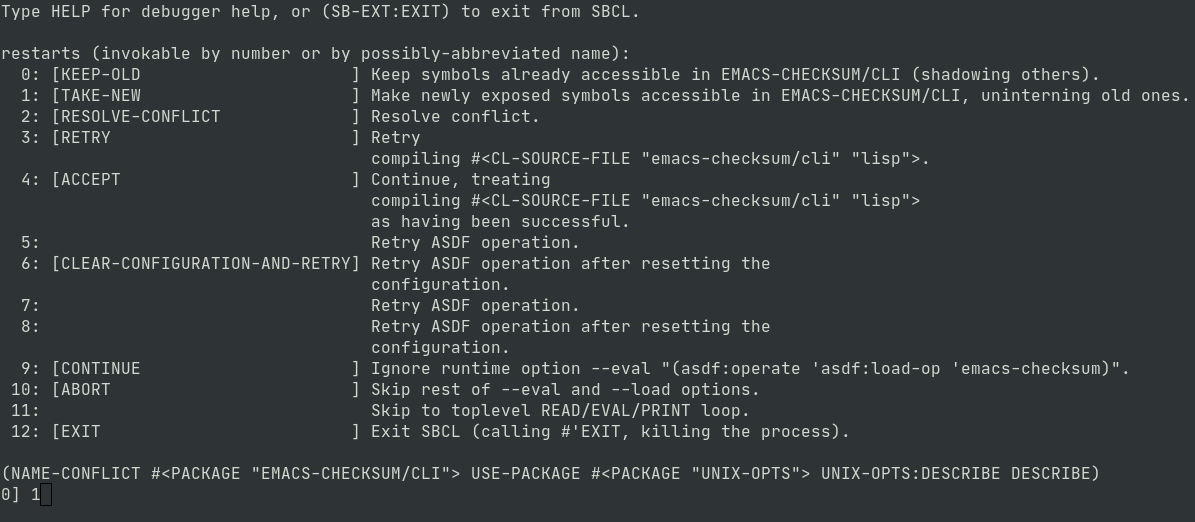 Type HELP for debugger help, or (SB-EXT:EXIT) to exit from SBCL.

restarts (invokable by number or by possibly-abbreviated name):
  0: [KEEP-OLD                     ] Keep symbols already accessible in EMACS-CHECKSUM/CLI (shadowing others).
  1: [TAKE-NEW                     ] Make newly exposed symbols accessible in EMACS-CHECKSUM/CLI, uninterning old ones.
  2: [RESOLVE-CONFLICT             ] Resolve conflict.
  3: [RETRY                        ] Retry
                                     compiling #<CL-SOURCE-FILE "emacs-checksum/cli" "lisp">.
  4: [ACCEPT                       ] Continue, treating
                                     compiling #<CL-SOURCE-FILE "emacs-checksum/cli" "lisp">
                                     as having been successful.
  5:                                 Retry ASDF operation.
  6: [CLEAR-CONFIGURATION-AND-RETRY] Retry ASDF operation after resetting the
                                     configuration.
  7:                                 Retry ASDF operation.
  8:                                 Retry ASDF operation after resetting the
                                     configuration.
  9: [CONTINUE                     ] Ignore runtime option --eval "(asdf:operate 'asdf:load-op 'emacs-checksum)".
 10: [ABORT                        ] Skip rest of --eval and --load options.
 11:                                 Skip to toplevel READ/EVAL/PRINT loop.
 12: [EXIT                         ] Exit SBCL (calling #'EXIT, killing the process).

(NAME-CONFLICT #<PACKAGE "EMACS-CHECKSUM/CLI"> USE-PACKAGE #<PACKAGE "UNIX-OPTS"> UNIX-OPTS:DESCRIBE DESCRIBE)
0] 1